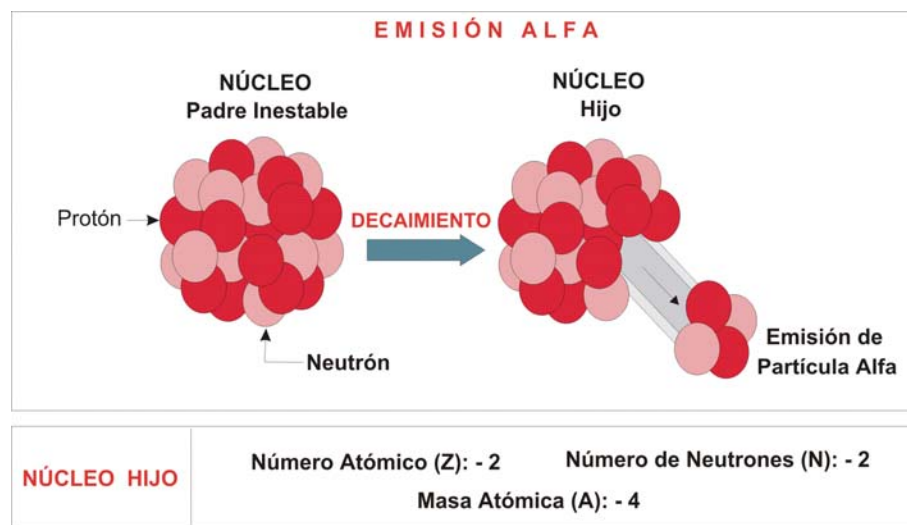 EMISIÓN ALFA
NÚCLEO
Padre Inestable
NÚCLEO
Hijo
Protón
DECAIMIENTO
Neutrón
Emisión de
Partícula Alfa
NÚCLEO HIJO
Número Atómico (Z): - 2
Número de Neutrones (N): - 2
Masa Atómica (A): - 4